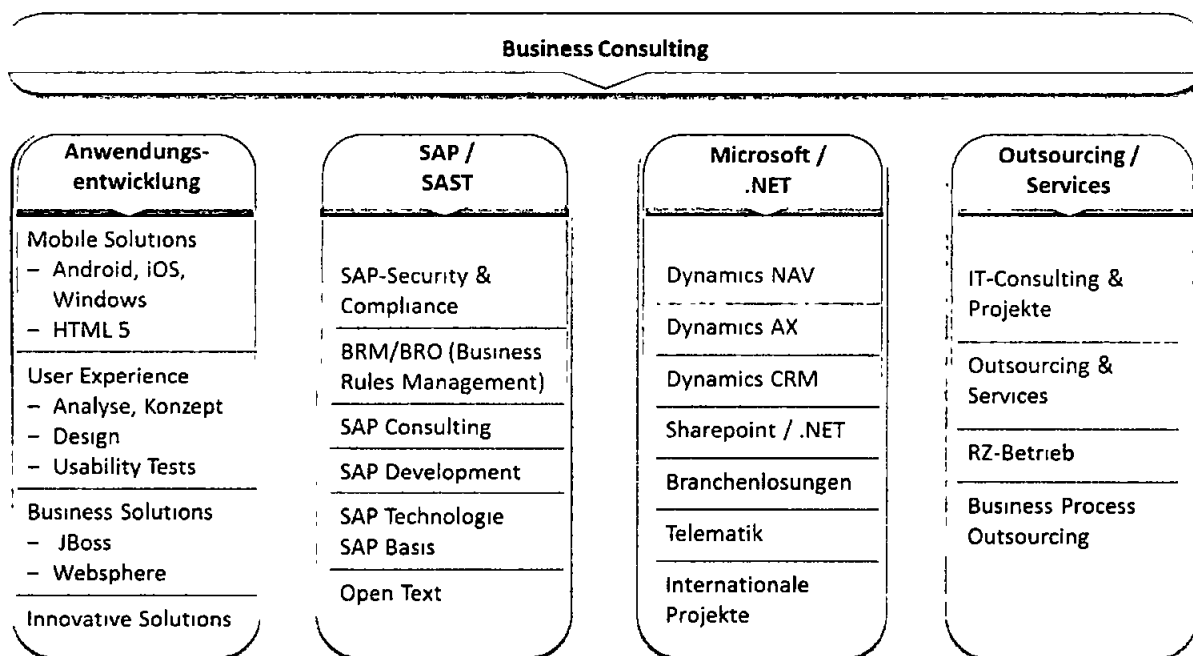 Business Consulting
Anwendungs-
entwicklung
Mobile Solutions
– Android, iOS,
Windows
– HTML 5
User Experience
– Analyse, Konzept
– Design
– Usability Tests
Business Solutions
– JBoss
– Websphere
Innovative Solutions
SAP /
SAST
SAP-Security &
Compliance
BRM/BRO (Business
Rules Management)
SAP Consulting
SAP Development
SAP Technologie
SAP Basis
Open Text
Microsoft /
.NET
Dynamics NAV
Dynamics AX
Dynamics CRM
Sharepoint / .NET
Branchenlosungen
Telematik
Internationale
Projekte
Outsourcing /
Services
IT-Consulting &
Projekte
Outsourcing &
Services
RZ-Betrieb
Business Process
Outsourcing